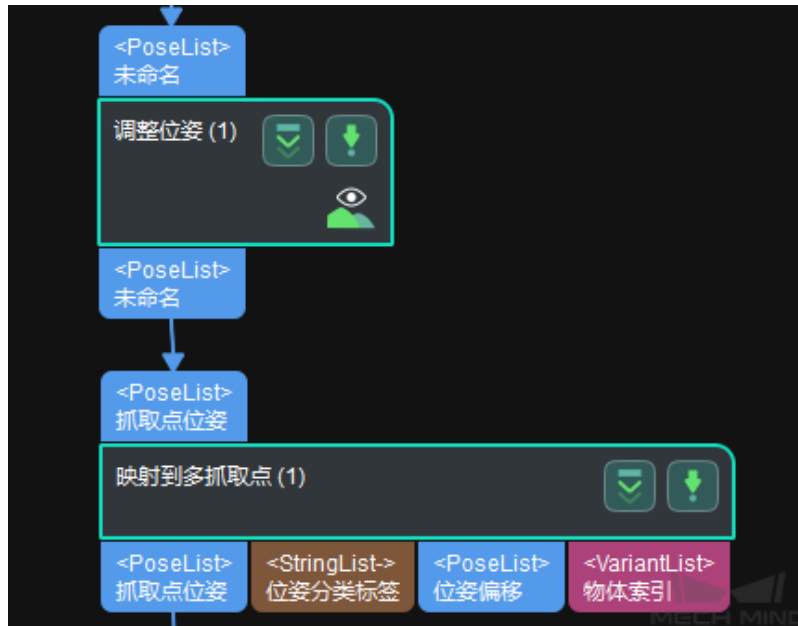 <PoseList>
未命名
调整位姿 (1)
<PoseList>
未命名
<PoseList>
抓取点位姿
映射到多抓取点 (1)
<PoseList>
抓取点位姿
<StringList->
位姿分类标签
<PoseList>
位姿偏移
<VariantList>
物体索引
MECH MIND